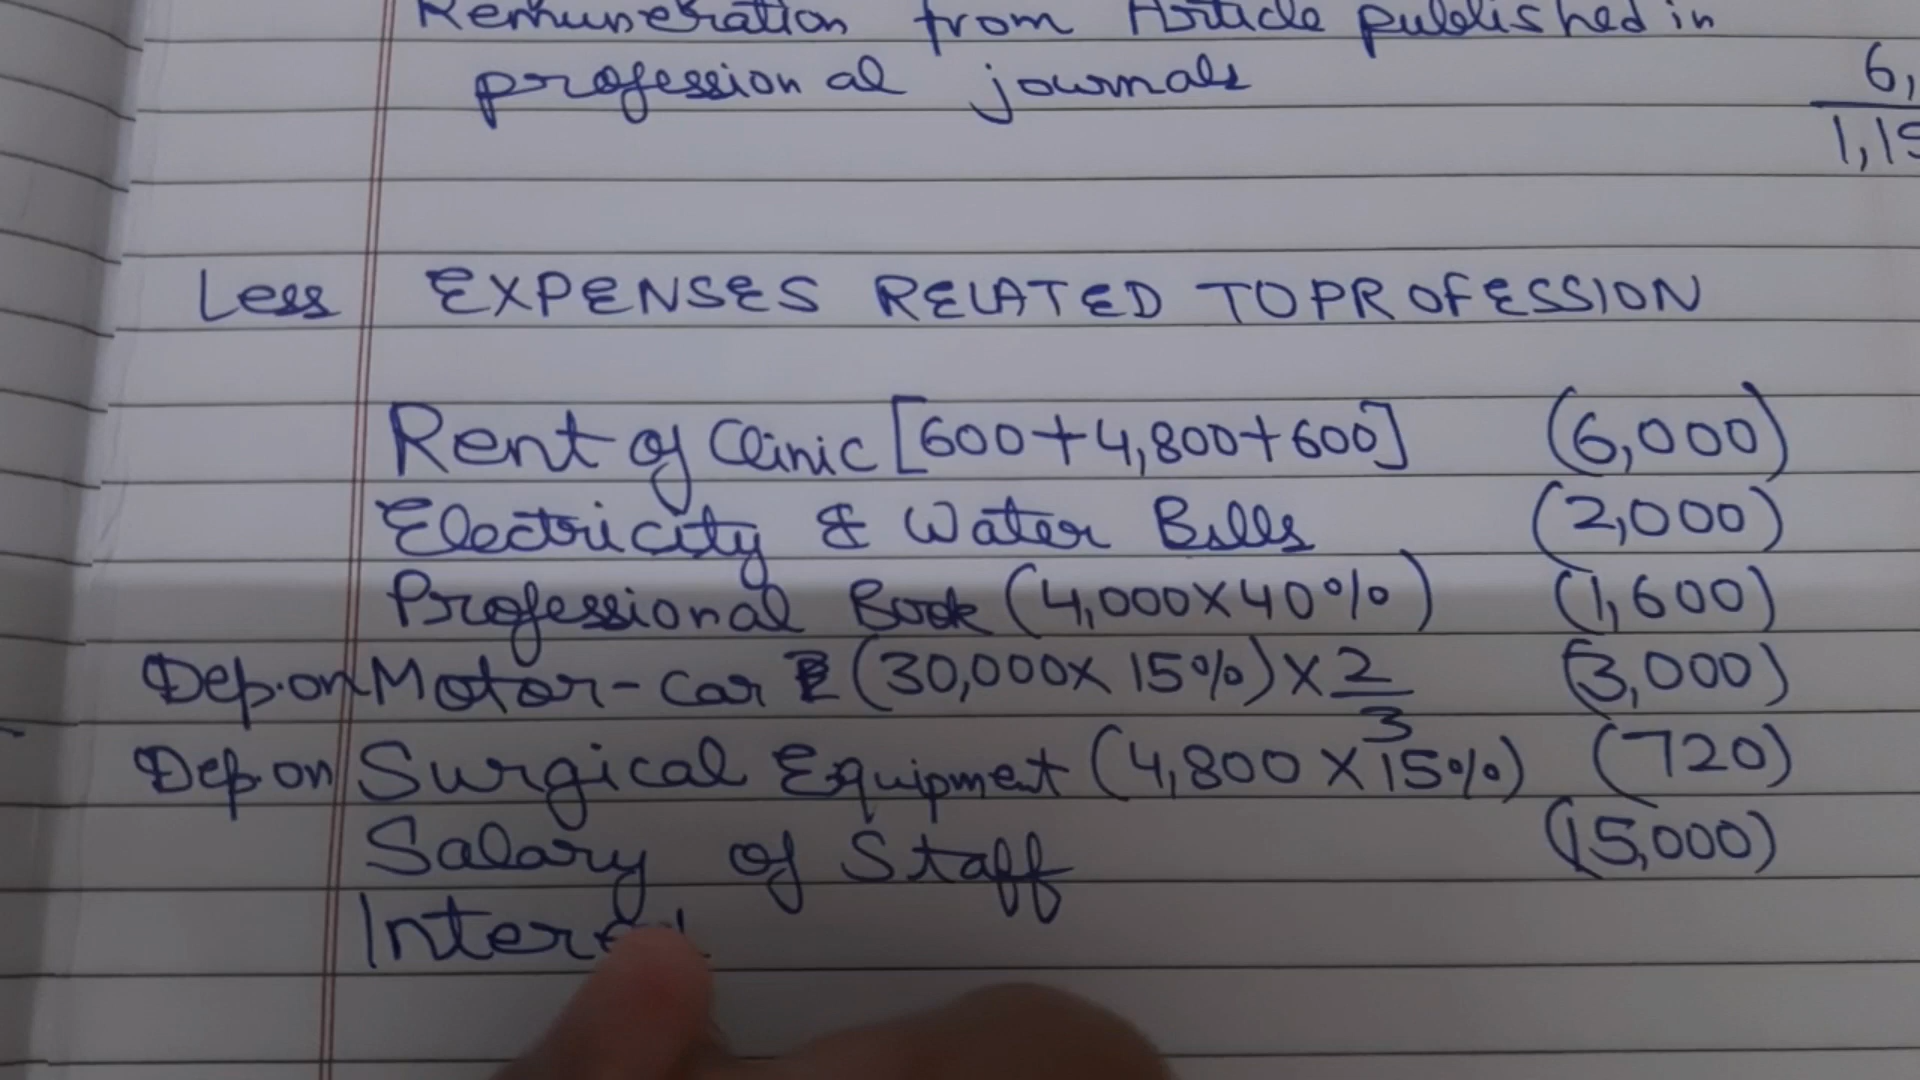 Remuneration from Article published in
professional journals 6,
1,19
Less EXPENSES RELATED TO PROFESSION
Rent of Clinic [600+4,800+600] (6,000)
Electricity & Water Bills (2,000)
Professional Book (4,000×40%) (1,600)
Dep. on Motor-car (30,000× 15%) × 2/3 (3,000)
Dep. on Surgical Equipment (4,800 ×15%) (720)
Salary of Staff (15,000)